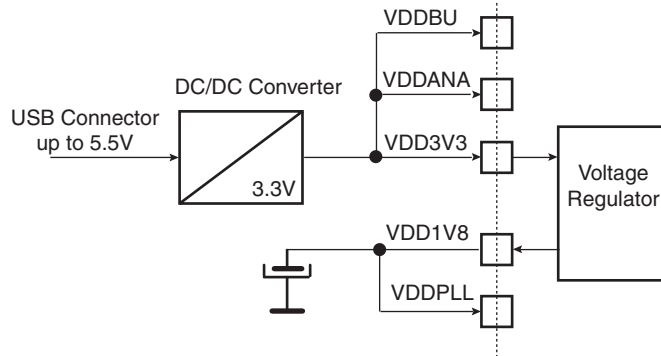 VDDBU
DC/DC Converter
VDDANA
USB Connector
up to 5.5V
VDD3V3
3.3V
Voltage
Regulator
VDD1V8
VDDPLL